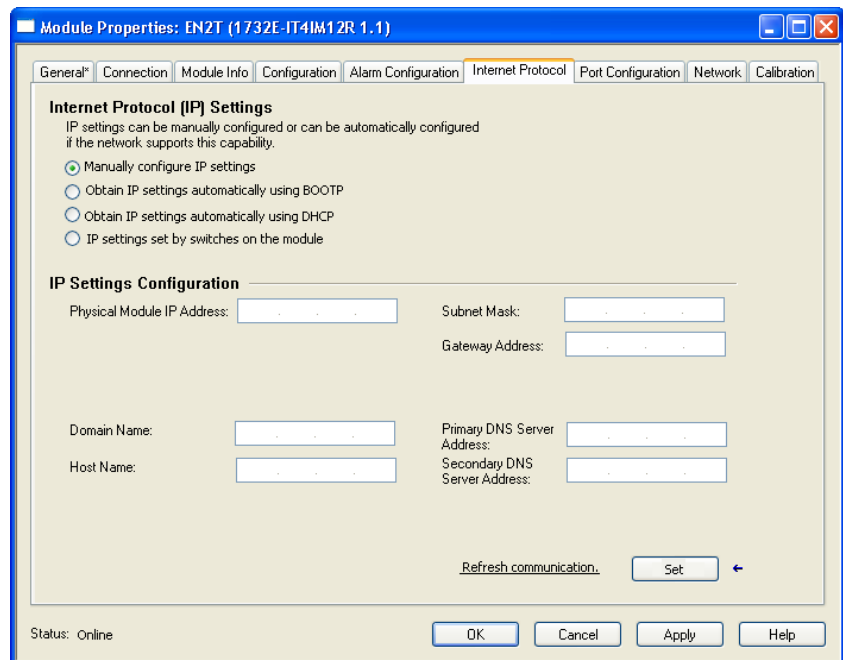 Module Properties: EN2T (1732E-IT4IM12R 1.1)
General* Connection Module Info Configuration Alarm Configuration Internet Protocol Port Configuration Network Calibration
Internet Protocol (IP) Settings
IP settings can be manually configured or can be automatically configured
if the network supports this capability.
Manually configure IP settings
Obtain IP settings automatically using BOOTP
Obtain IP settings automatically using DHCP
IP settings set by switches on the module
IP Settings Configuration
Physical Module IP Address:
Subnet Mask:
Gateway Address:
Domain Name:
Primary DNS Server
Address:
Host Name:
Secondary DNS
Server Address:
Refresh communication.
Set
Status: Online
OK Cancel Apply Help